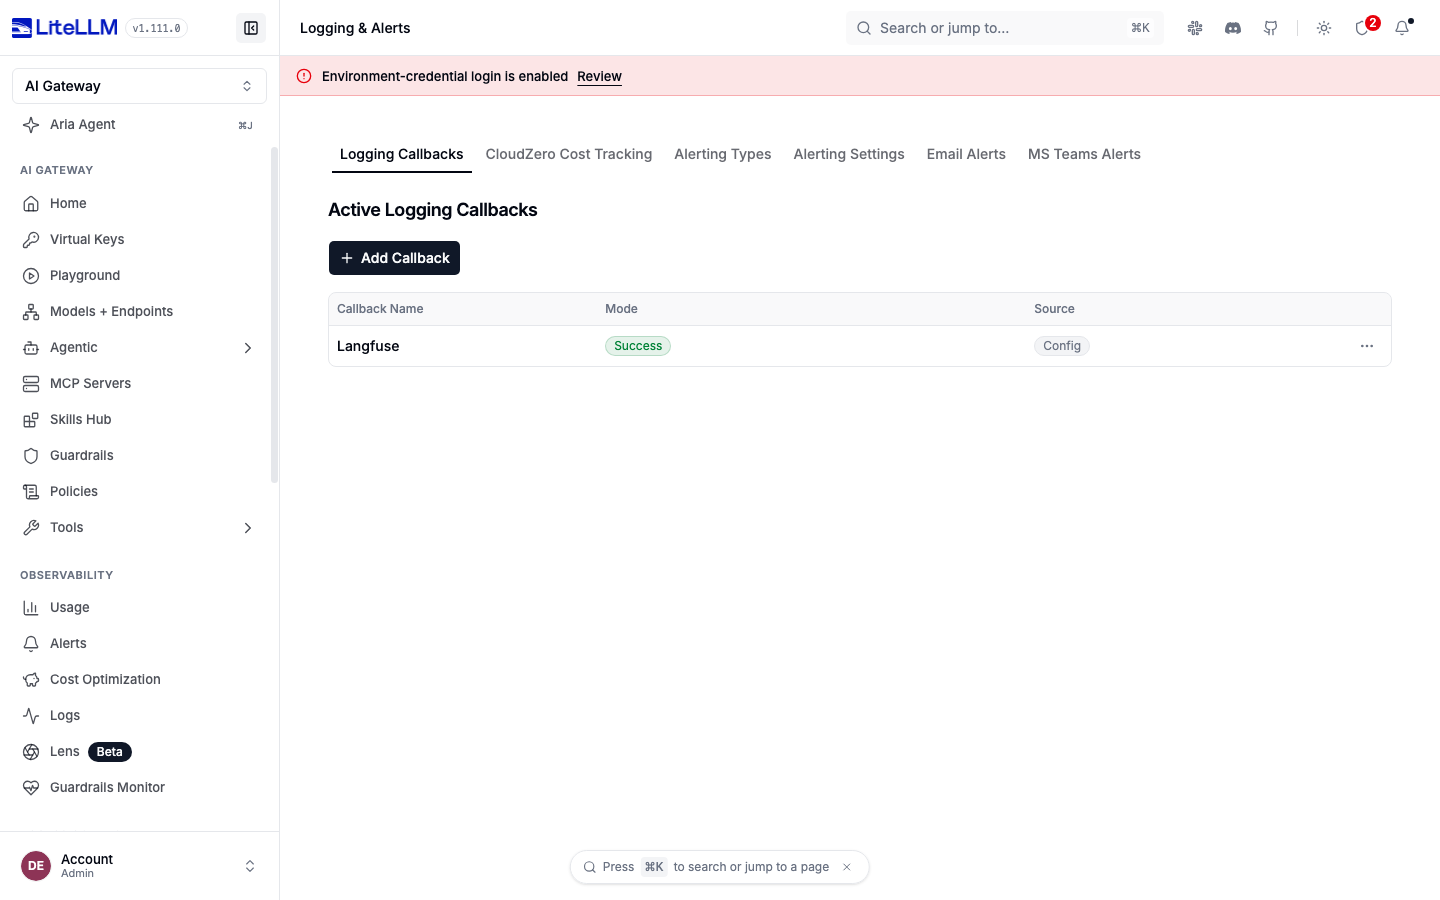 LiteLLM
v1.111.0
Logging & Alerts
Search or jump to...
⌘K
2
AI Gateway
Environment-credential login is enabled Review
Aria Agent
⌘J
AI GATEWAY
Home
Virtual Keys
Playground
Models + Endpoints
Agentic
MCP Servers
Skills Hub
Guardrails
Policies
Tools
OBSERVABILITY
Usage
Alerts
Cost Optimization
Logs
Lens Beta
Guardrails Monitor
DE
Account
Admin
Logging Callbacks CloudZero Cost Tracking Alerting Types Alerting Settings Email Alerts MS Teams Alerts
Active Logging Callbacks
+ Add Callback
Callback Name Mode Source
Langfuse Success Config ...
Press ⌘K to search or jump to a page ×